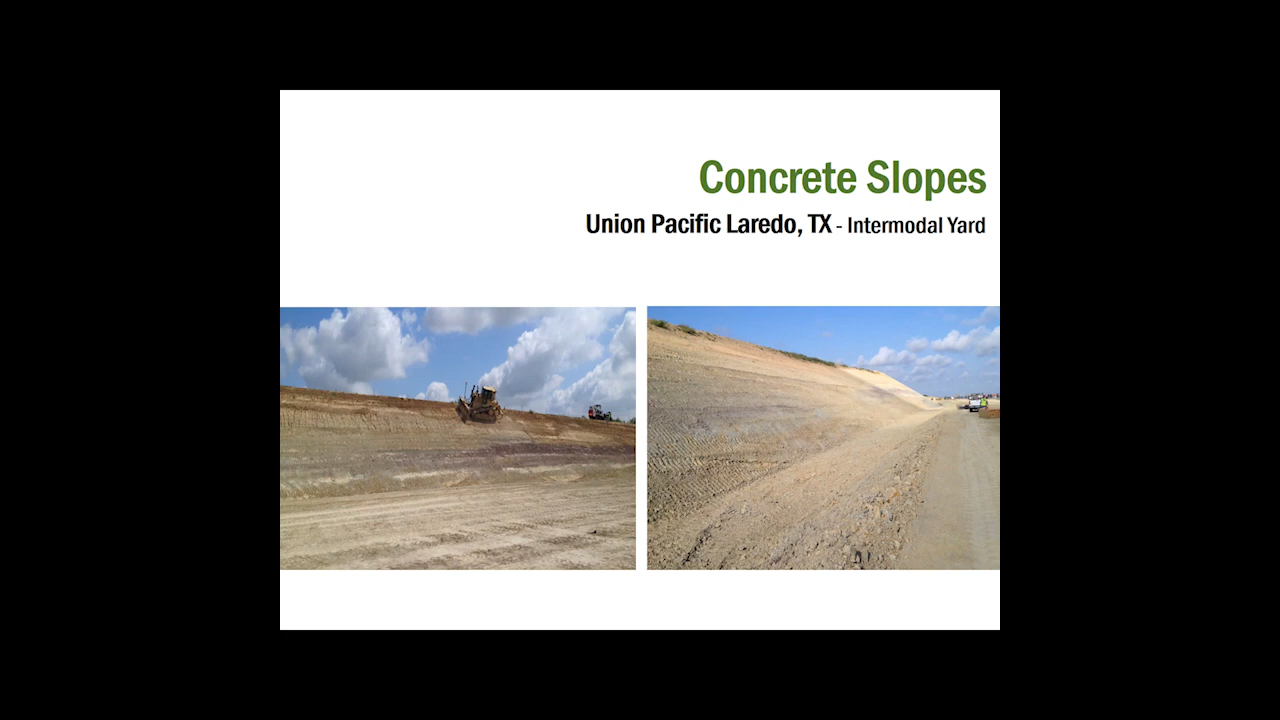 Concrete Slopes
Union Pacific Laredo, TX - Intermodal Yard